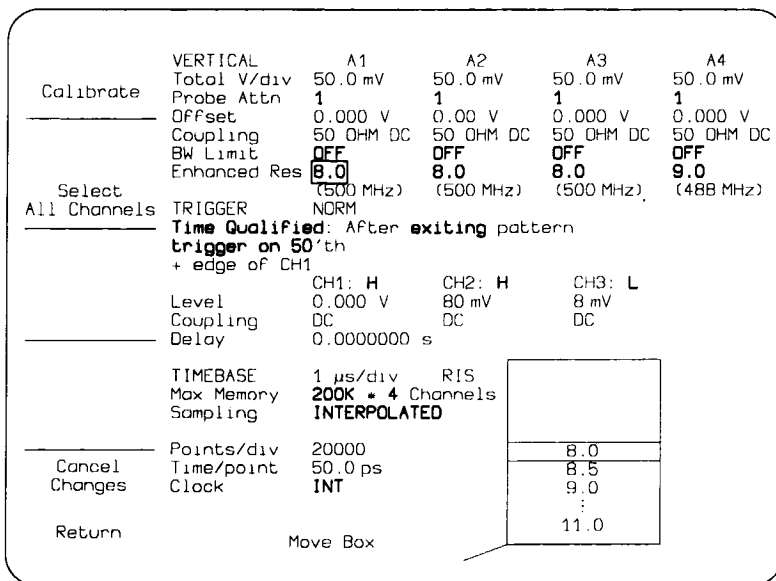 VERTICAL A1 A2 A3 A4
Total V/div 50.0 mV 50.0 mV 50.0 mV 50.0 mV
Calibrate
Probe Attn 1 1 1 1
Offset 0.000 V 0.00 V 0.000 V 0.000 V
Coupling 50 OHM DC 50 OHM DC 50 OHM DC 50 OHM DC
BW Limit OFF OFF OFF OFF
Enhanced Res 8.0 8.0 8.0 9.0
(500 MHz) (500 MHz) (500 MHz) (488 MHz)
Select
All Channels
TRIGGER NORM
Time Qualified: After exiting pattern
trigger on 50'th
+ edge of CH1
CH1: H CH2: H CH3: L
Level 0.000 V 80 mV 8 mV
Coupling DC DC DC
Delay 0.0000000 s
TIMEBASE 1 µs/div RIS
Max Memory 200K * 4 Channels
Sampling INTERPOLATED
Points/div 20000
Time/point 50.0 ps
Clock INT
Cancel
Changes
8.0
8.5
9.0
⋮
11.0
Return
Move Box